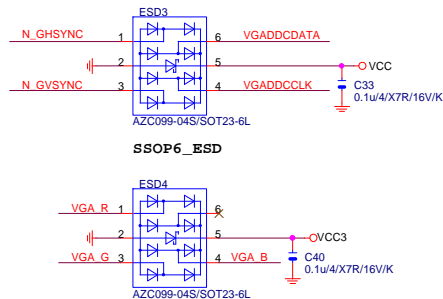 ESD3
N_GHSYNC 1 6 VGADDCDATA
2 5 VCC
N_GVSYNC 3 4 VGADDCCLK
C33
0.1u/4/X7R/16V/K
AZC099-04S/SOT23-6L
SSOP6_ESD
ESD4
VGA_R 1 6
2 5 VCC3
VGA_G 3 4 VGA_B
C40
0.1u/4/X7R/16V/K
AZC099-04S/SOT23-6L